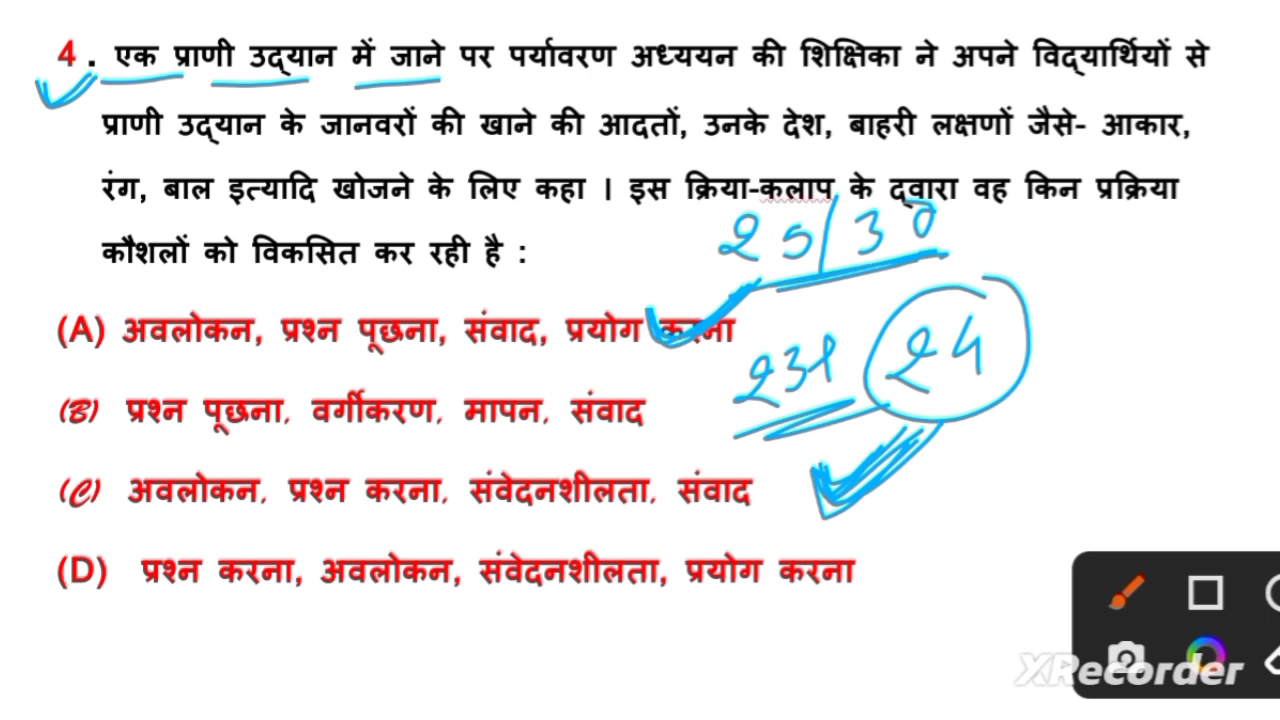 4. एक प्राणी उद्यान में जाने पर पर्यावरण अध्ययन की शिक्षिका ने अपने विद्यार्थियों से
प्राणी उद्यान के जानवरों की खाने की आदतों, उनके देश, बाहरी लक्षणों जैसे- आकार,
रंग, बाल इत्यादि खोजने के लिए कहा । इस क्रिया-कलाप के द्वारा वह किन प्रक्रिया
कौशलों को विकसित कर रही है :
25/30
(A) अवलोकन, प्रश्न पूछना, संवाद, प्रयोग करना
24
(B) प्रश्न पूछना, वर्गीकरण, मापन, संवाद
(C) अवलोकन, प्रश्न करना, संवेदनशीलता, संवाद
(D) प्रश्न करना, अवलोकन, संवेदनशीलता, प्रयोग करना
XRecorder